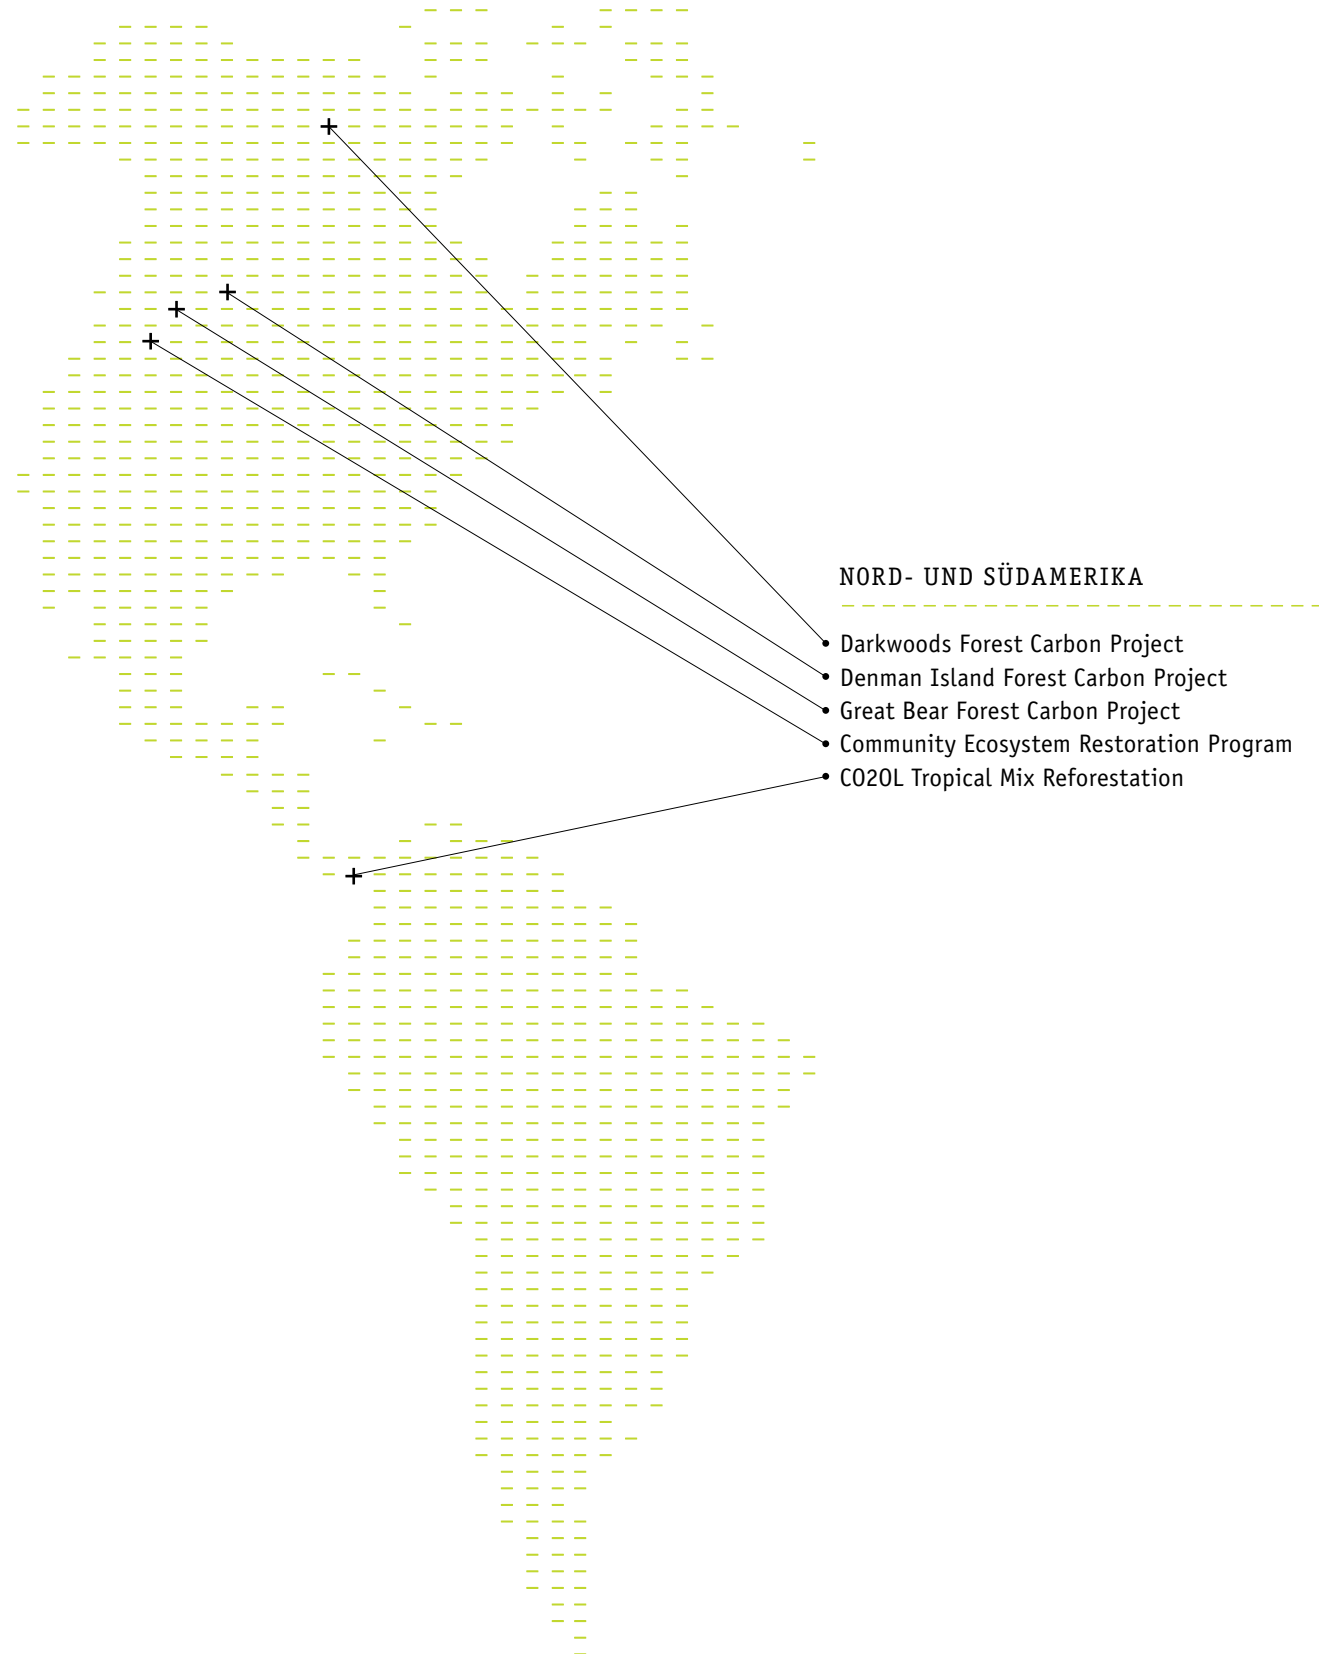 NORD- UND SÜDAMERIKA
Darkwoods Forest Carbon Project
Denman Island Forest Carbon Project
Great Bear Forest Carbon Project
Community Ecosystem Restoration Program
CO2OL Tropical Mix Reforestation